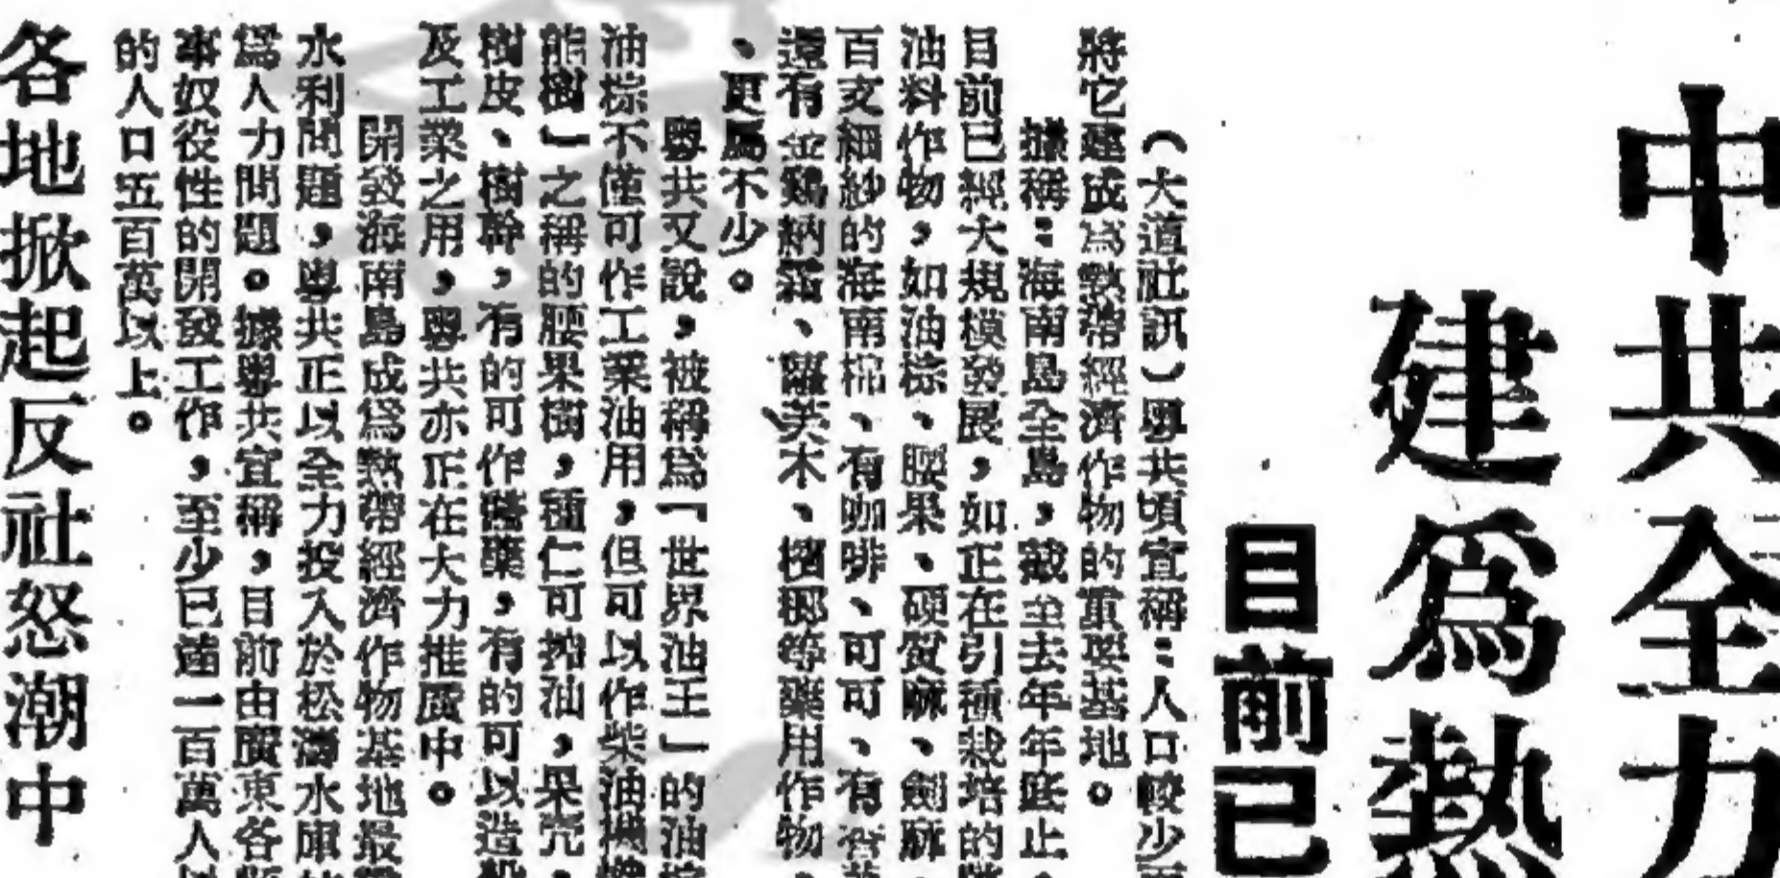 中共全力
建爲熱
目前已
（大道社訊）粵共頃宣稱：人口較少
將它建成爲熱帶經濟作物的重要基地。
據稱：海南島全島，截至去年年底止
目前已經大規模發展，如正在引種栽培的
油料作物，如油棕、腰果、硬質蔴、劍蔴
百支細紗的海南棉、有咖啡、可可、有香
還有金雞納霜、蘿芙木、檳榔等藥用作物
、更爲不少。
粵共又說，被稱爲「世界油王」的油棕
油棕不僅可作工業油用，但可以作柴油機
能樹」之稱的腰果樹，種仁可搾油，果壳
樹皮、樹幹，有的可作醫藥，有的可以造
及工業之用，粵共亦正在大力推廣中。
開發海南島成爲熱帶經濟作物基地最
水利問題，粵共正以全力投入於松濤水庫
爲人力問題。據粵共宣稱，目前由廣東各
事奴役性的開發工作，至少已達一百萬人以
的人口五百萬以上。
各地掀起反社怒潮中